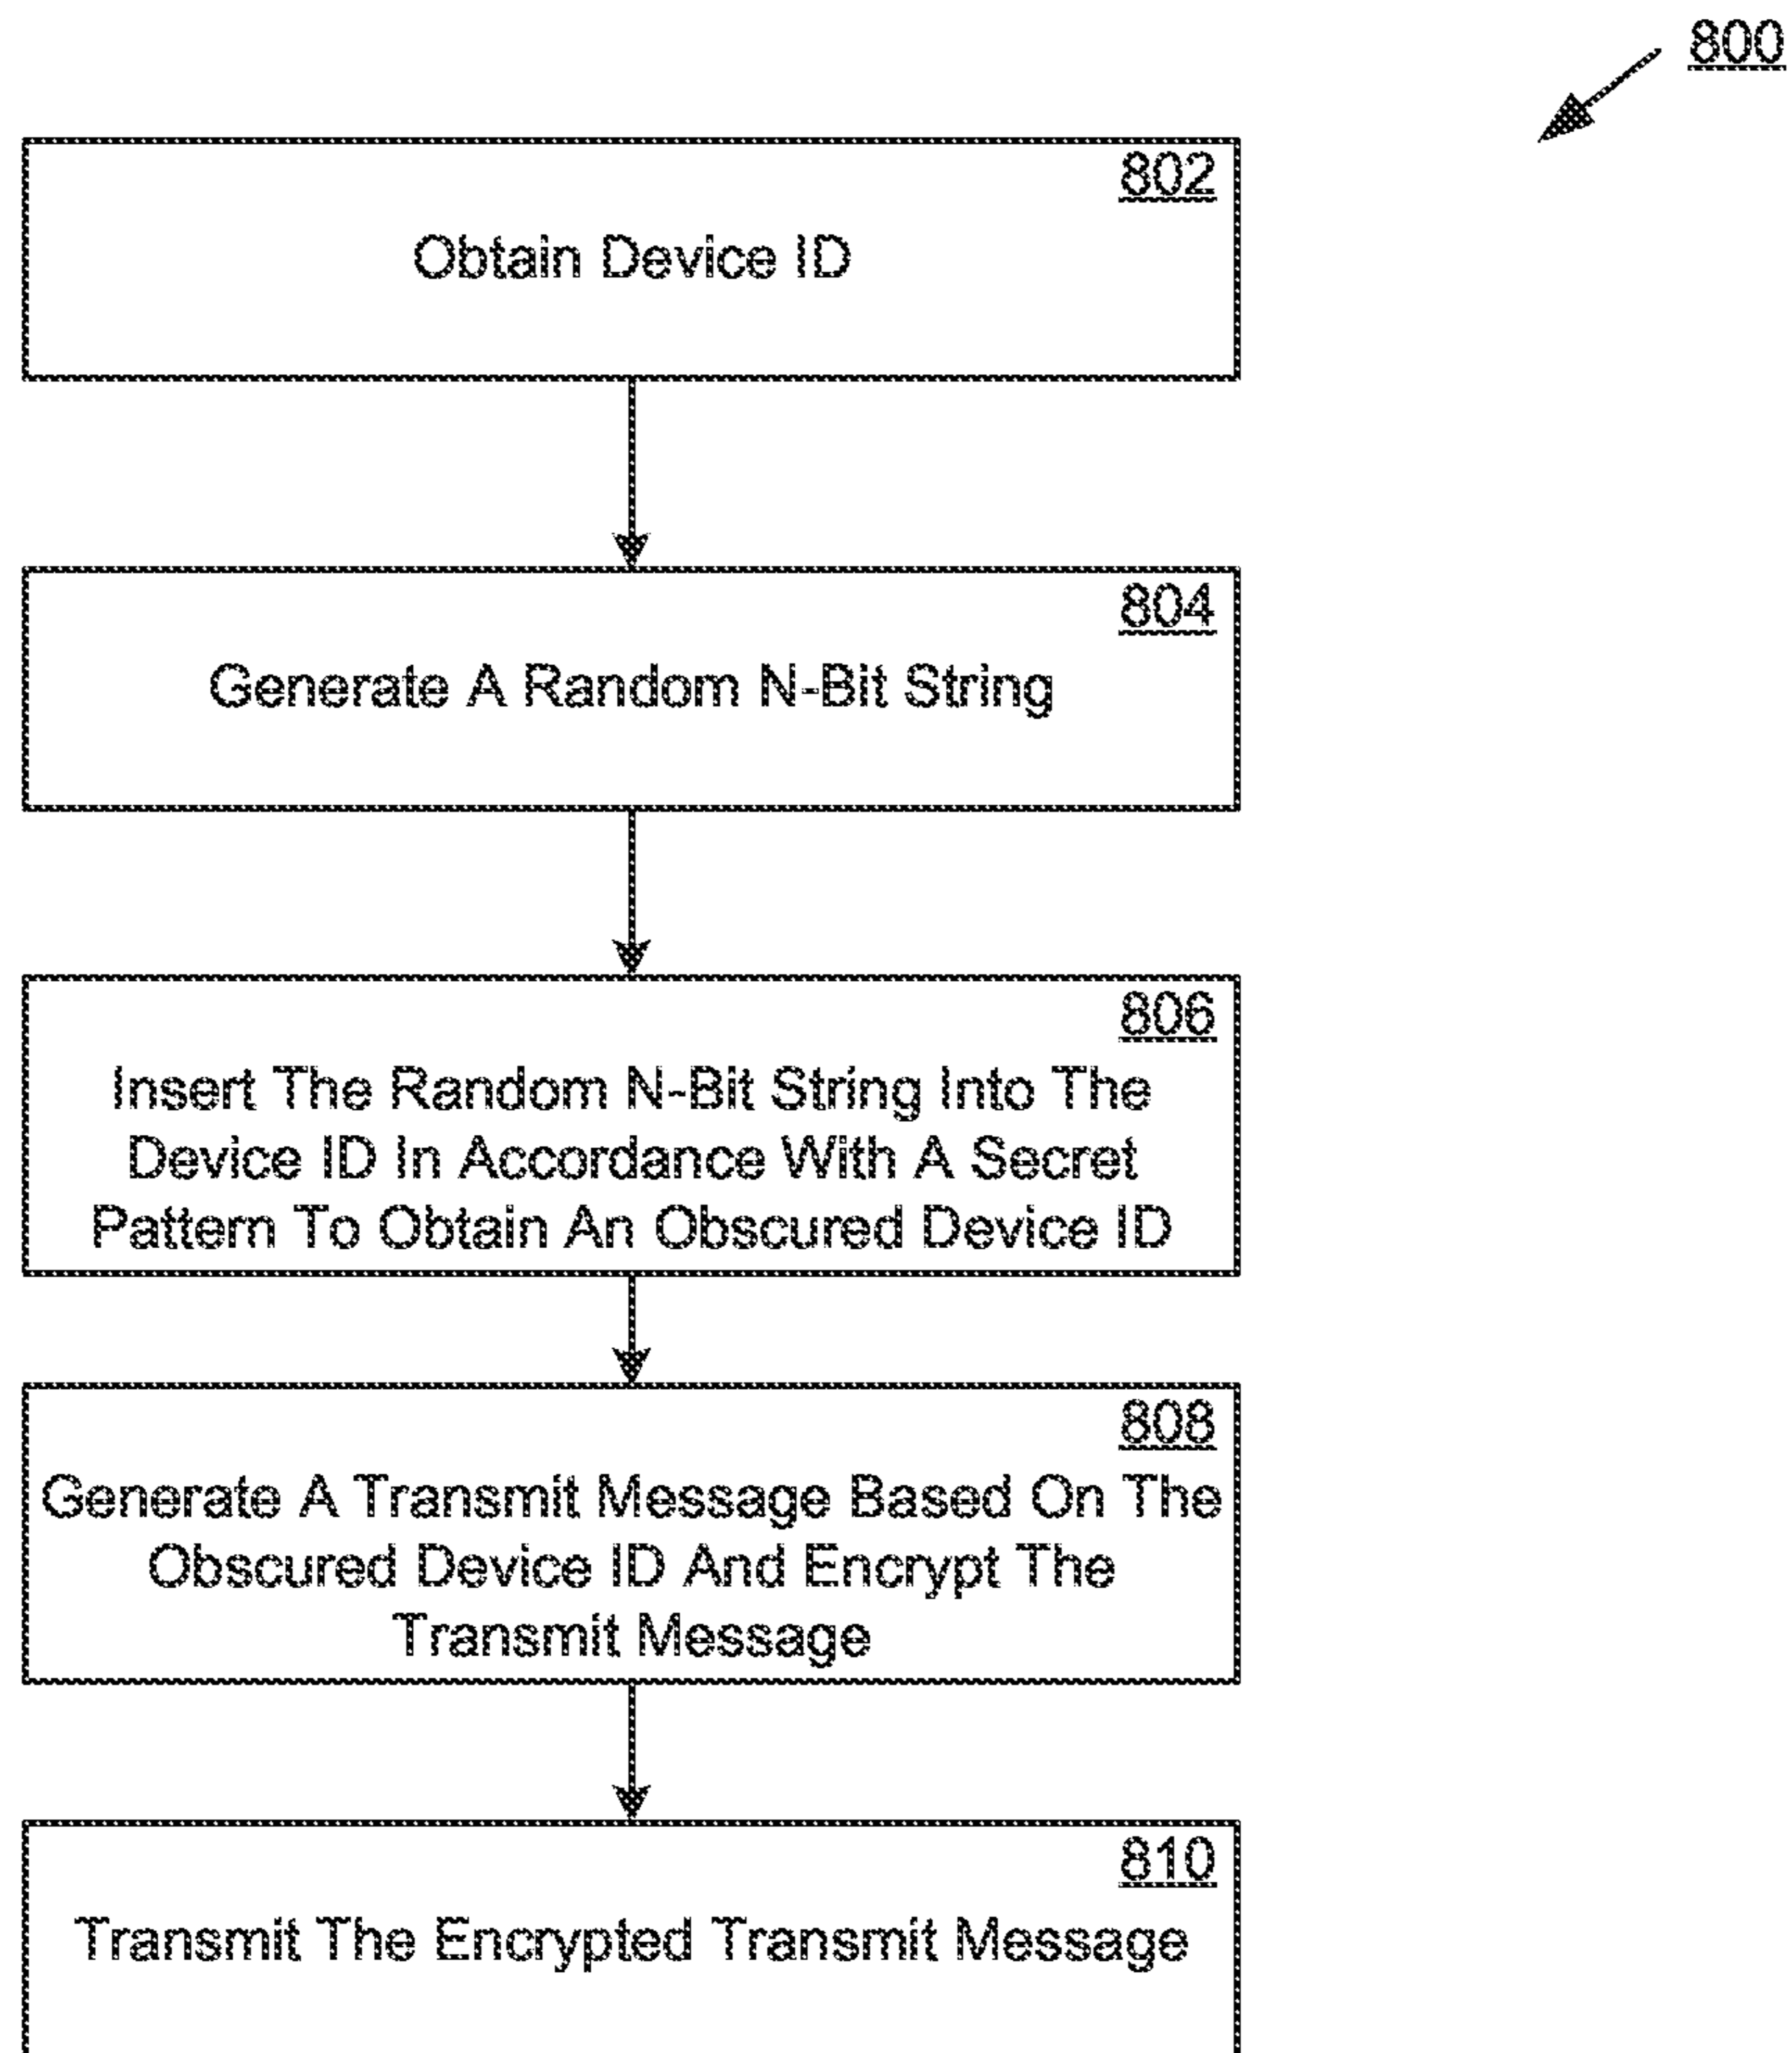 800
802
Obtain Device ID
804
Generate A Random N-Bit String
806
Insert The Random N-Bit String Into The
Device ID In Accordance With A Secret
Pattern To Obtain An Obscured Device ID
808
Generate A Transmit Message Based On The
Obscured Device ID And Encrypt The
Transmit Message
810
Transmit The Encrypted Transmit Message